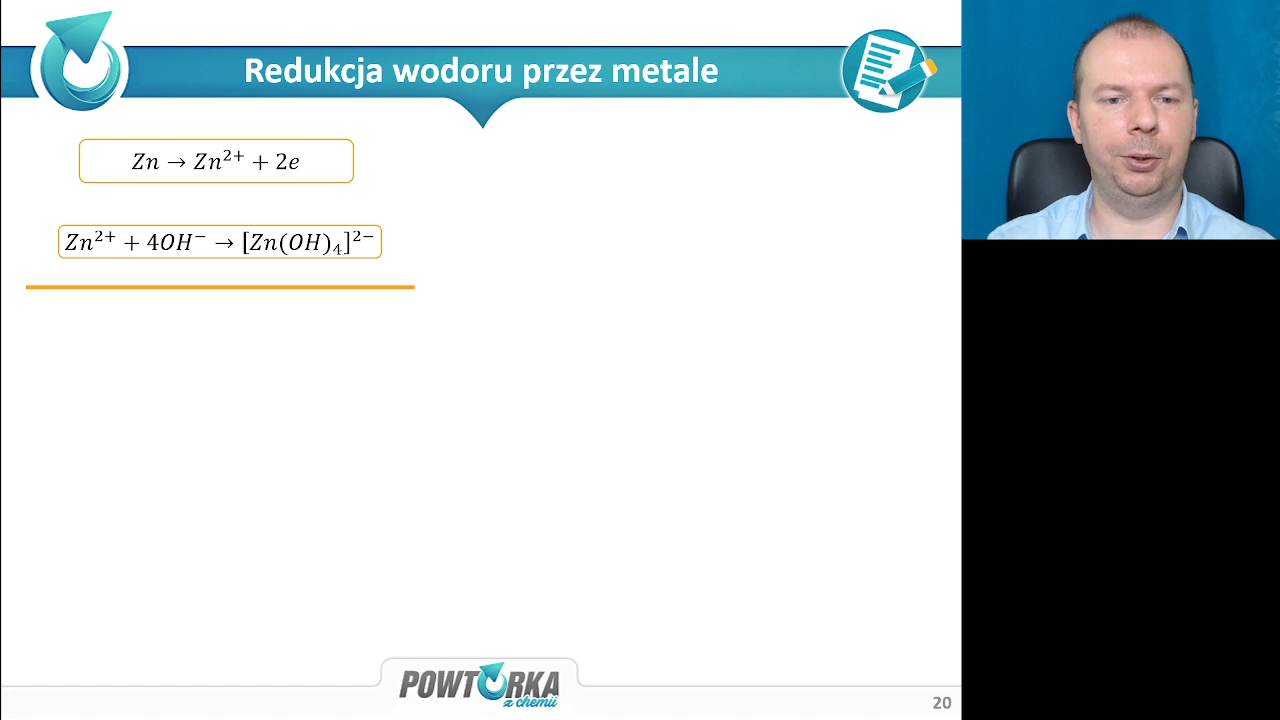 Redukcja wodoru przez metale
Zn → Zn²⁺ + 2e
Zn²⁺ + 4OH⁻ → [Zn(OH)₄]²⁻
POWTÓRKA
z chemii
20